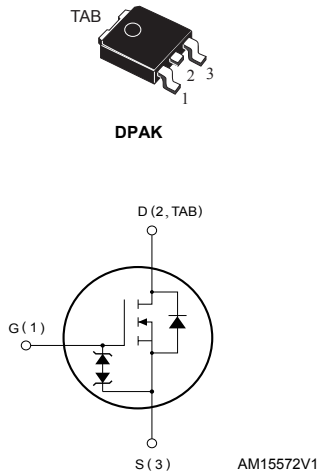 TAB
2 3
1
DPAK
D(2, TAB)
G(1)
S(3)
AM15572V1